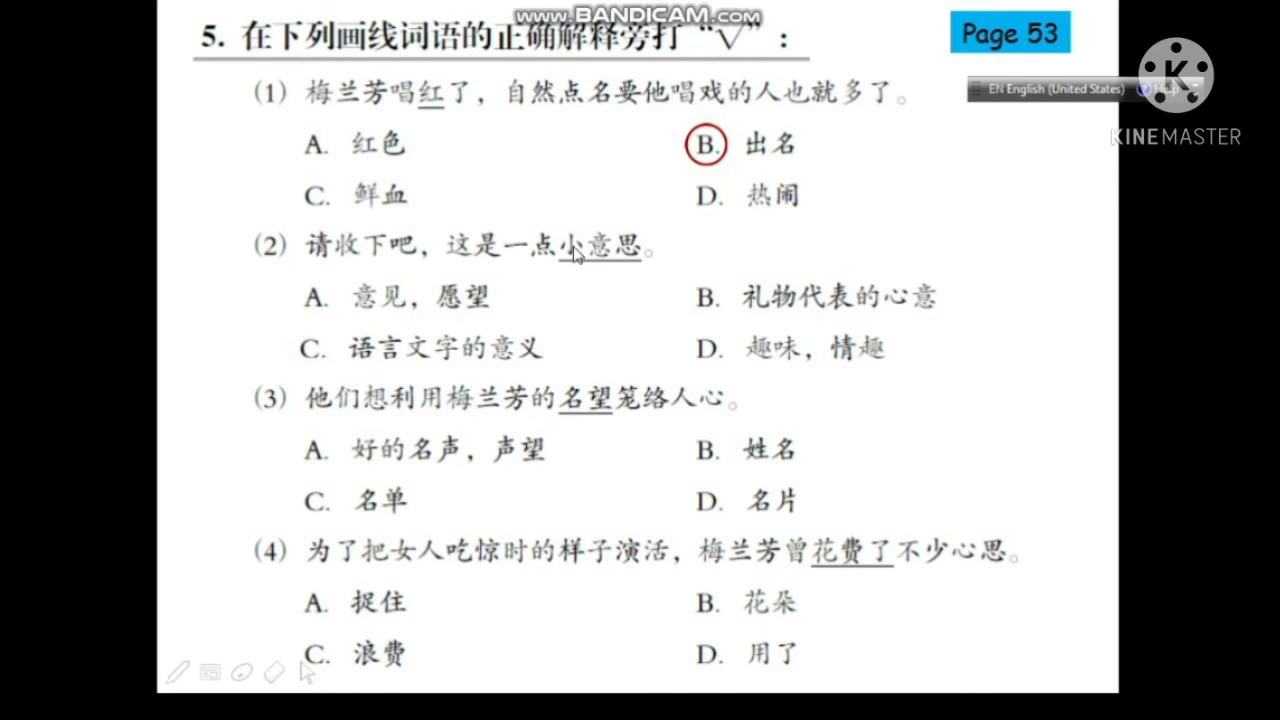 www.BANDICAM.com
5. 在下列画线词语的正确解释旁打“√”：
Page 53
EN English (United States) Help
KINEMASTER
(1) 梅兰芳唱红了，自然点名要他唱戏的人也就多了。
A. 红色
B. 出名
C. 鲜血
D. 热闹
(2) 请收下吧，这是一点小意思。
A. 意见，愿望
B. 礼物代表的心意
C. 语言文字的意义
D. 趣味，情趣
(3) 他们想利用梅兰芳的名望笼络人心。
A. 好的名声，声望
B. 姓名
C. 名单
D. 名片
(4) 为了把女人吃惊时的样子演活，梅兰芳曾花费了不少心思。
A. 捉住
B. 花朵
C. 浪费
D. 用了